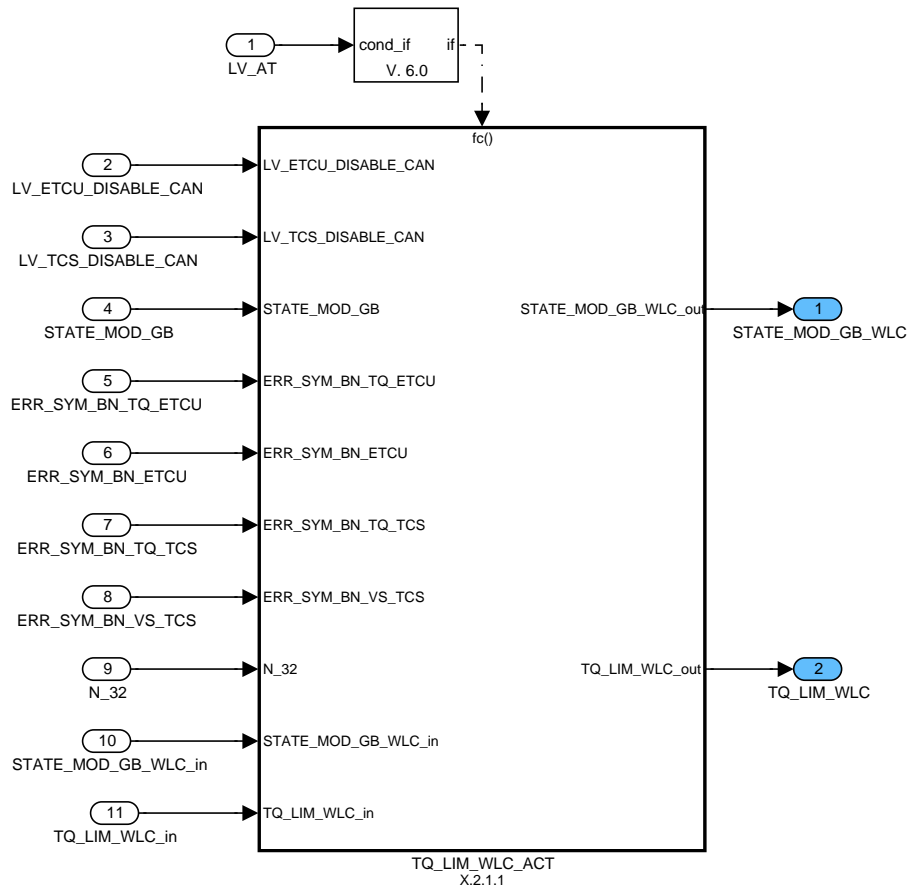 1
LV_AT
cond_if if
V. 6.0
fc()
2
LV_ETCU_DISABLE_CAN
LV_ETCU_DISABLE_CAN
3
LV_TCS_DISABLE_CAN
LV_TCS_DISABLE_CAN
4
STATE_MOD_GB
STATE_MOD_GB
STATE_MOD_GB_WLC_out
1
STATE_MOD_GB_WLC
5
ERR_SYM_BN_TQ_ETCU
ERR_SYM_BN_TQ_ETCU
6
ERR_SYM_BN_ETCU
ERR_SYM_BN_ETCU
7
ERR_SYM_BN_TQ_TCS
ERR_SYM_BN_TQ_TCS
8
ERR_SYM_BN_VS_TCS
ERR_SYM_BN_VS_TCS
9
N_32
N_32
TQ_LIM_WLC_out
2
TQ_LIM_WLC
10
STATE_MOD_GB_WLC_in
STATE_MOD_GB_WLC_in
11
TQ_LIM_WLC_in
TQ_LIM_WLC_in
TQ_LIM_WLC_ACT
X.2.1.1